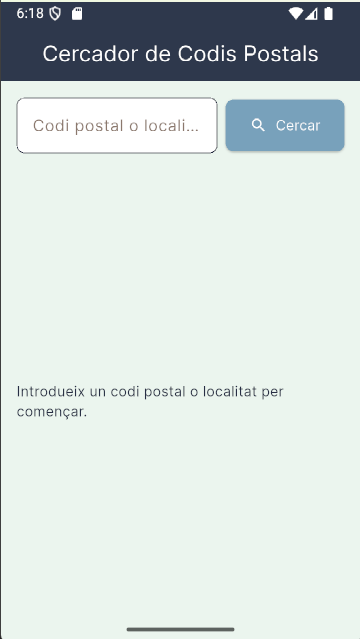 6:18
Cercador de Codis Postals
Codi postal o locali...
Cercar
Introdueix un codi postal o localitat per
començar.